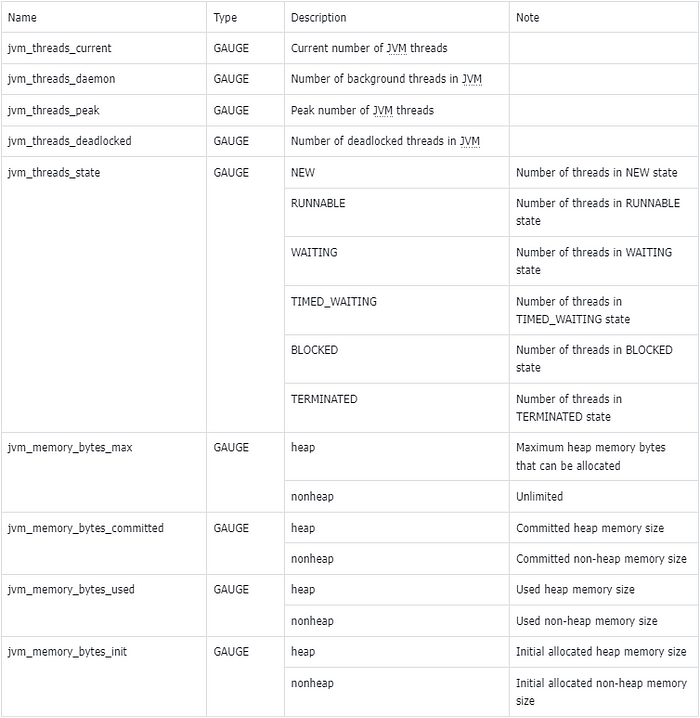 Name Type Description Note
jvm_threads_current GAUGE Current number of JVM threads
jvm_threads_daemon GAUGE Number of background threads in JVM
jvm_threads_peak GAUGE Peak number of JVM threads
jvm_threads_deadlocked GAUGE Number of deadlocked threads in JVM
jvm_threads_state GAUGE NEW Number of threads in NEW state
RUNNABLE Number of threads in RUNNABLE
state
WAITING Number of threads in WAITING
state
TIMED_WAITING Number of threads in
TIMED_WAITING state
BLOCKED Number of threads in BLOCKED
state
TERMINATED Number of threads in
TERMINATED state
jvm_memory_bytes_max GAUGE heap Maximum heap memory bytes
that can be allocated
nonheap Unlimited
jvm_memory_bytes_committed GAUGE heap Committed heap memory size
nonheap Committed non-heap memory size
jvm_memory_bytes_used GAUGE heap Used heap memory size
nonheap Used non-heap memory size
jvm_memory_bytes_init GAUGE heap Initial allocated heap memory size
nonheap Initial allocated non-heap memory
size